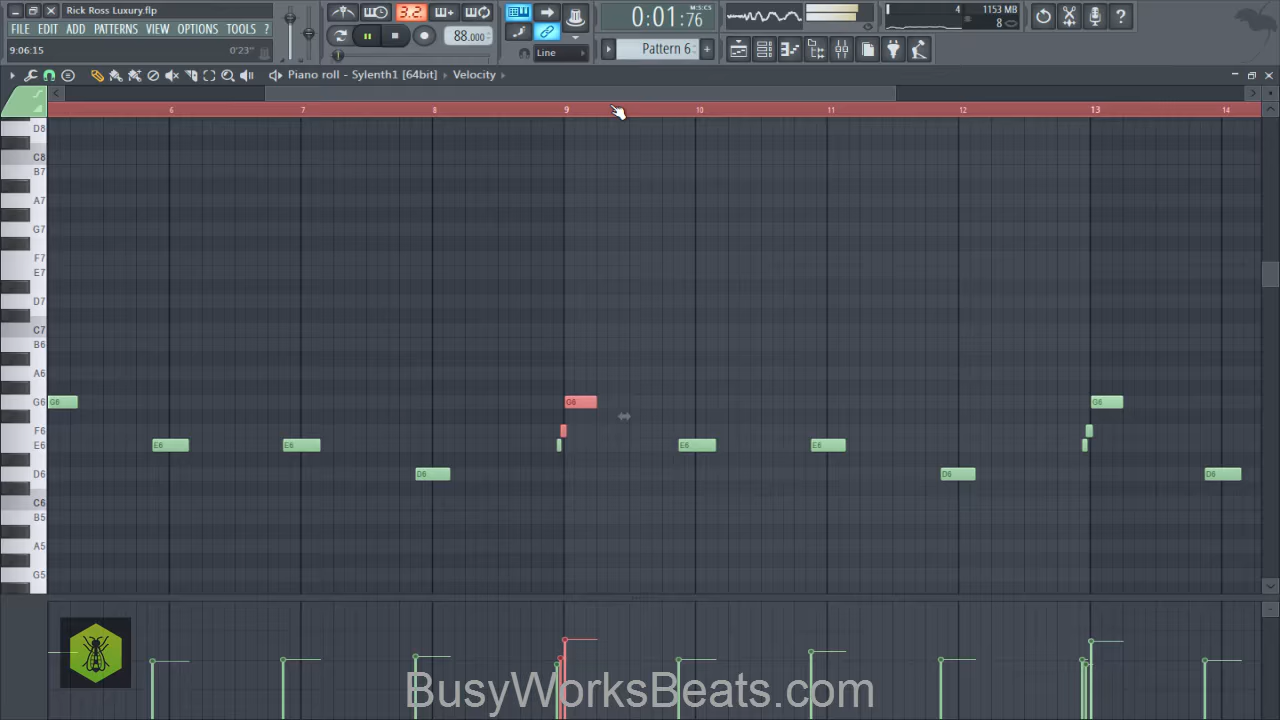 Rick Ross Luxury.flp
FILE EDIT ADD PATTERNS VIEW OPTIONS TOOLS ?
9:06:15 0'23"
3.2
88.000
Line
0:01:76
M:S:CS
Pattern 6
4
1153 MB
8
Piano roll - Sylenth1 [64bit] Velocity
6 7 8 9 10 11 12 13 14
D8
C8
B7
A7
G7
F7
E7
D7
C7
B6
A6
G6 G6 G6 G6
F6
E6 E6 E6 E6 E6
D6 D6 D6 D6
C6
B5
A5
G5
BusyWorksBeats.com